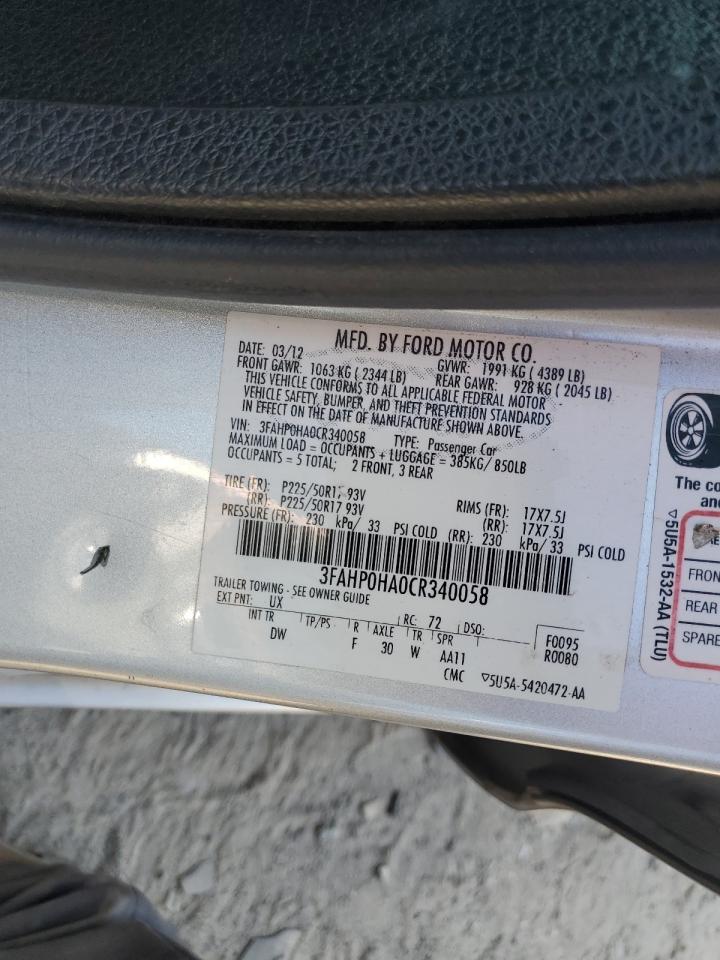 MFD. BY FORD MOTOR CO.
DATE: 03/12 GVWR: 1991 KG ( 4389 LB)
FRONT GAWR: 1063 KG ( 2344 LB) REAR GAWR: 928 KG ( 2045 LB)
THIS VEHICLE CONFORMS TO ALL APPLICABLE FEDERAL MOTOR
VEHICLE SAFETY, BUMPER, AND THEFT PREVENTION STANDARDS
IN EFFECT ON THE DATE OF MANUFACTURE SHOWN ABOVE
VIN: 3FAHP0HA0CR340058 TYPE: Passenger Car
MAXIMUM LOAD = OCCUPANTS + LUGGAGE = 385KG/ 850LB
OCCUPANTS = 5 TOTAL; 2 FRONT, 3 REAR
TIRE (FR): P225/50R17 93V RIMS (FR): 17X7.5J
(RR): P225/50R17 93V (RR): 17X7.5J
PRESSURE (FR): 230 kPa/ 33 PSI COLD (RR): 230 kPa/ 33 PSI COLD
3FAHP0HA0CR340058
TRAILER TOWING - SEE OWNER GUIDE
EXT PNT: UX RC: 72 DSO:
INT TR TP/PS R AXLE TR SPR F0095
DW F 30 W AA11 R0080
CMC ▽5U5A-5420472-AA
The co
and
FRON
REAR
SPARE
▽5U5A-1532-AA (TLU)